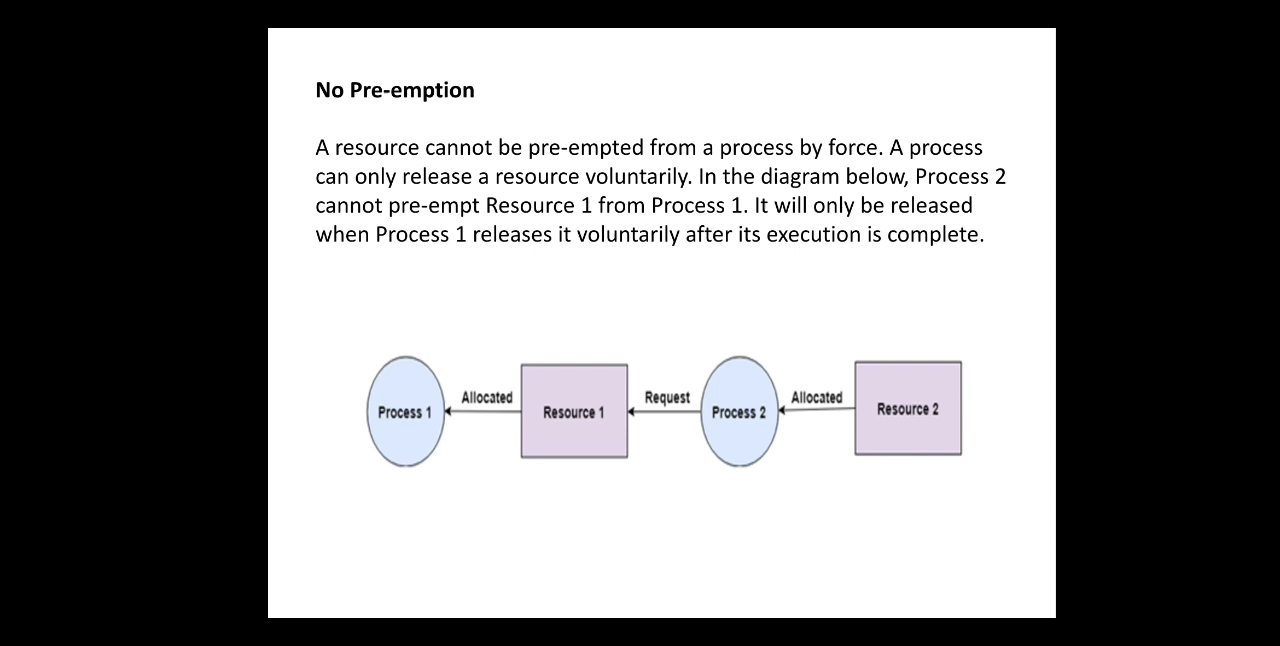 No Pre-emption
A resource cannot be pre-empted from a process by force. A process
can only release a resource voluntarily. In the diagram below, Process 2
cannot pre-empt Resource 1 from Process 1. It will only be released
when Process 1 releases it voluntarily after its execution is complete.
Process 1
Allocated
Resource 1
Request
Process 2
Allocated
Resource 2